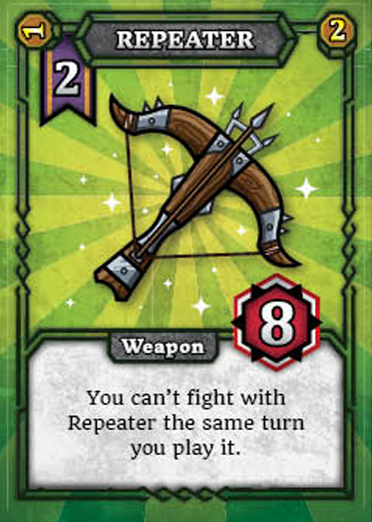 1
REPEATER
2
2
8
Weapon
You can't fight with
Repeater the same turn
you play it.